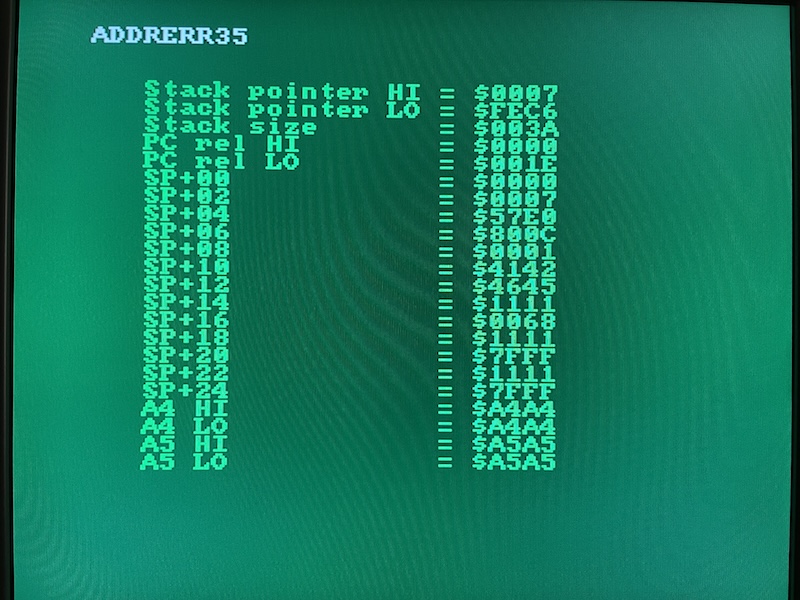 ADDRERR35
Stack pointer HI = $0007
Stack pointer LO = $FEC6
Stack size = $003A
PC rel HI = $0000
PC rel LO = $001E
SP+00 = $0000
SP+02 = $0007
SP+04 = $57E0
SP+06 = $800C
SP+08 = $0001
SP+10 = $4142
SP+12 = $4645
SP+14 = $1111
SP+16 = $0068
SP+18 = $1111
SP+20 = $7FFF
SP+22 = $1111
SP+24 = $7FFF
A4 HI = $A4A4
A4 LO = $A4A4
A5 HI = $A5A5
A5 LO = $A5A5